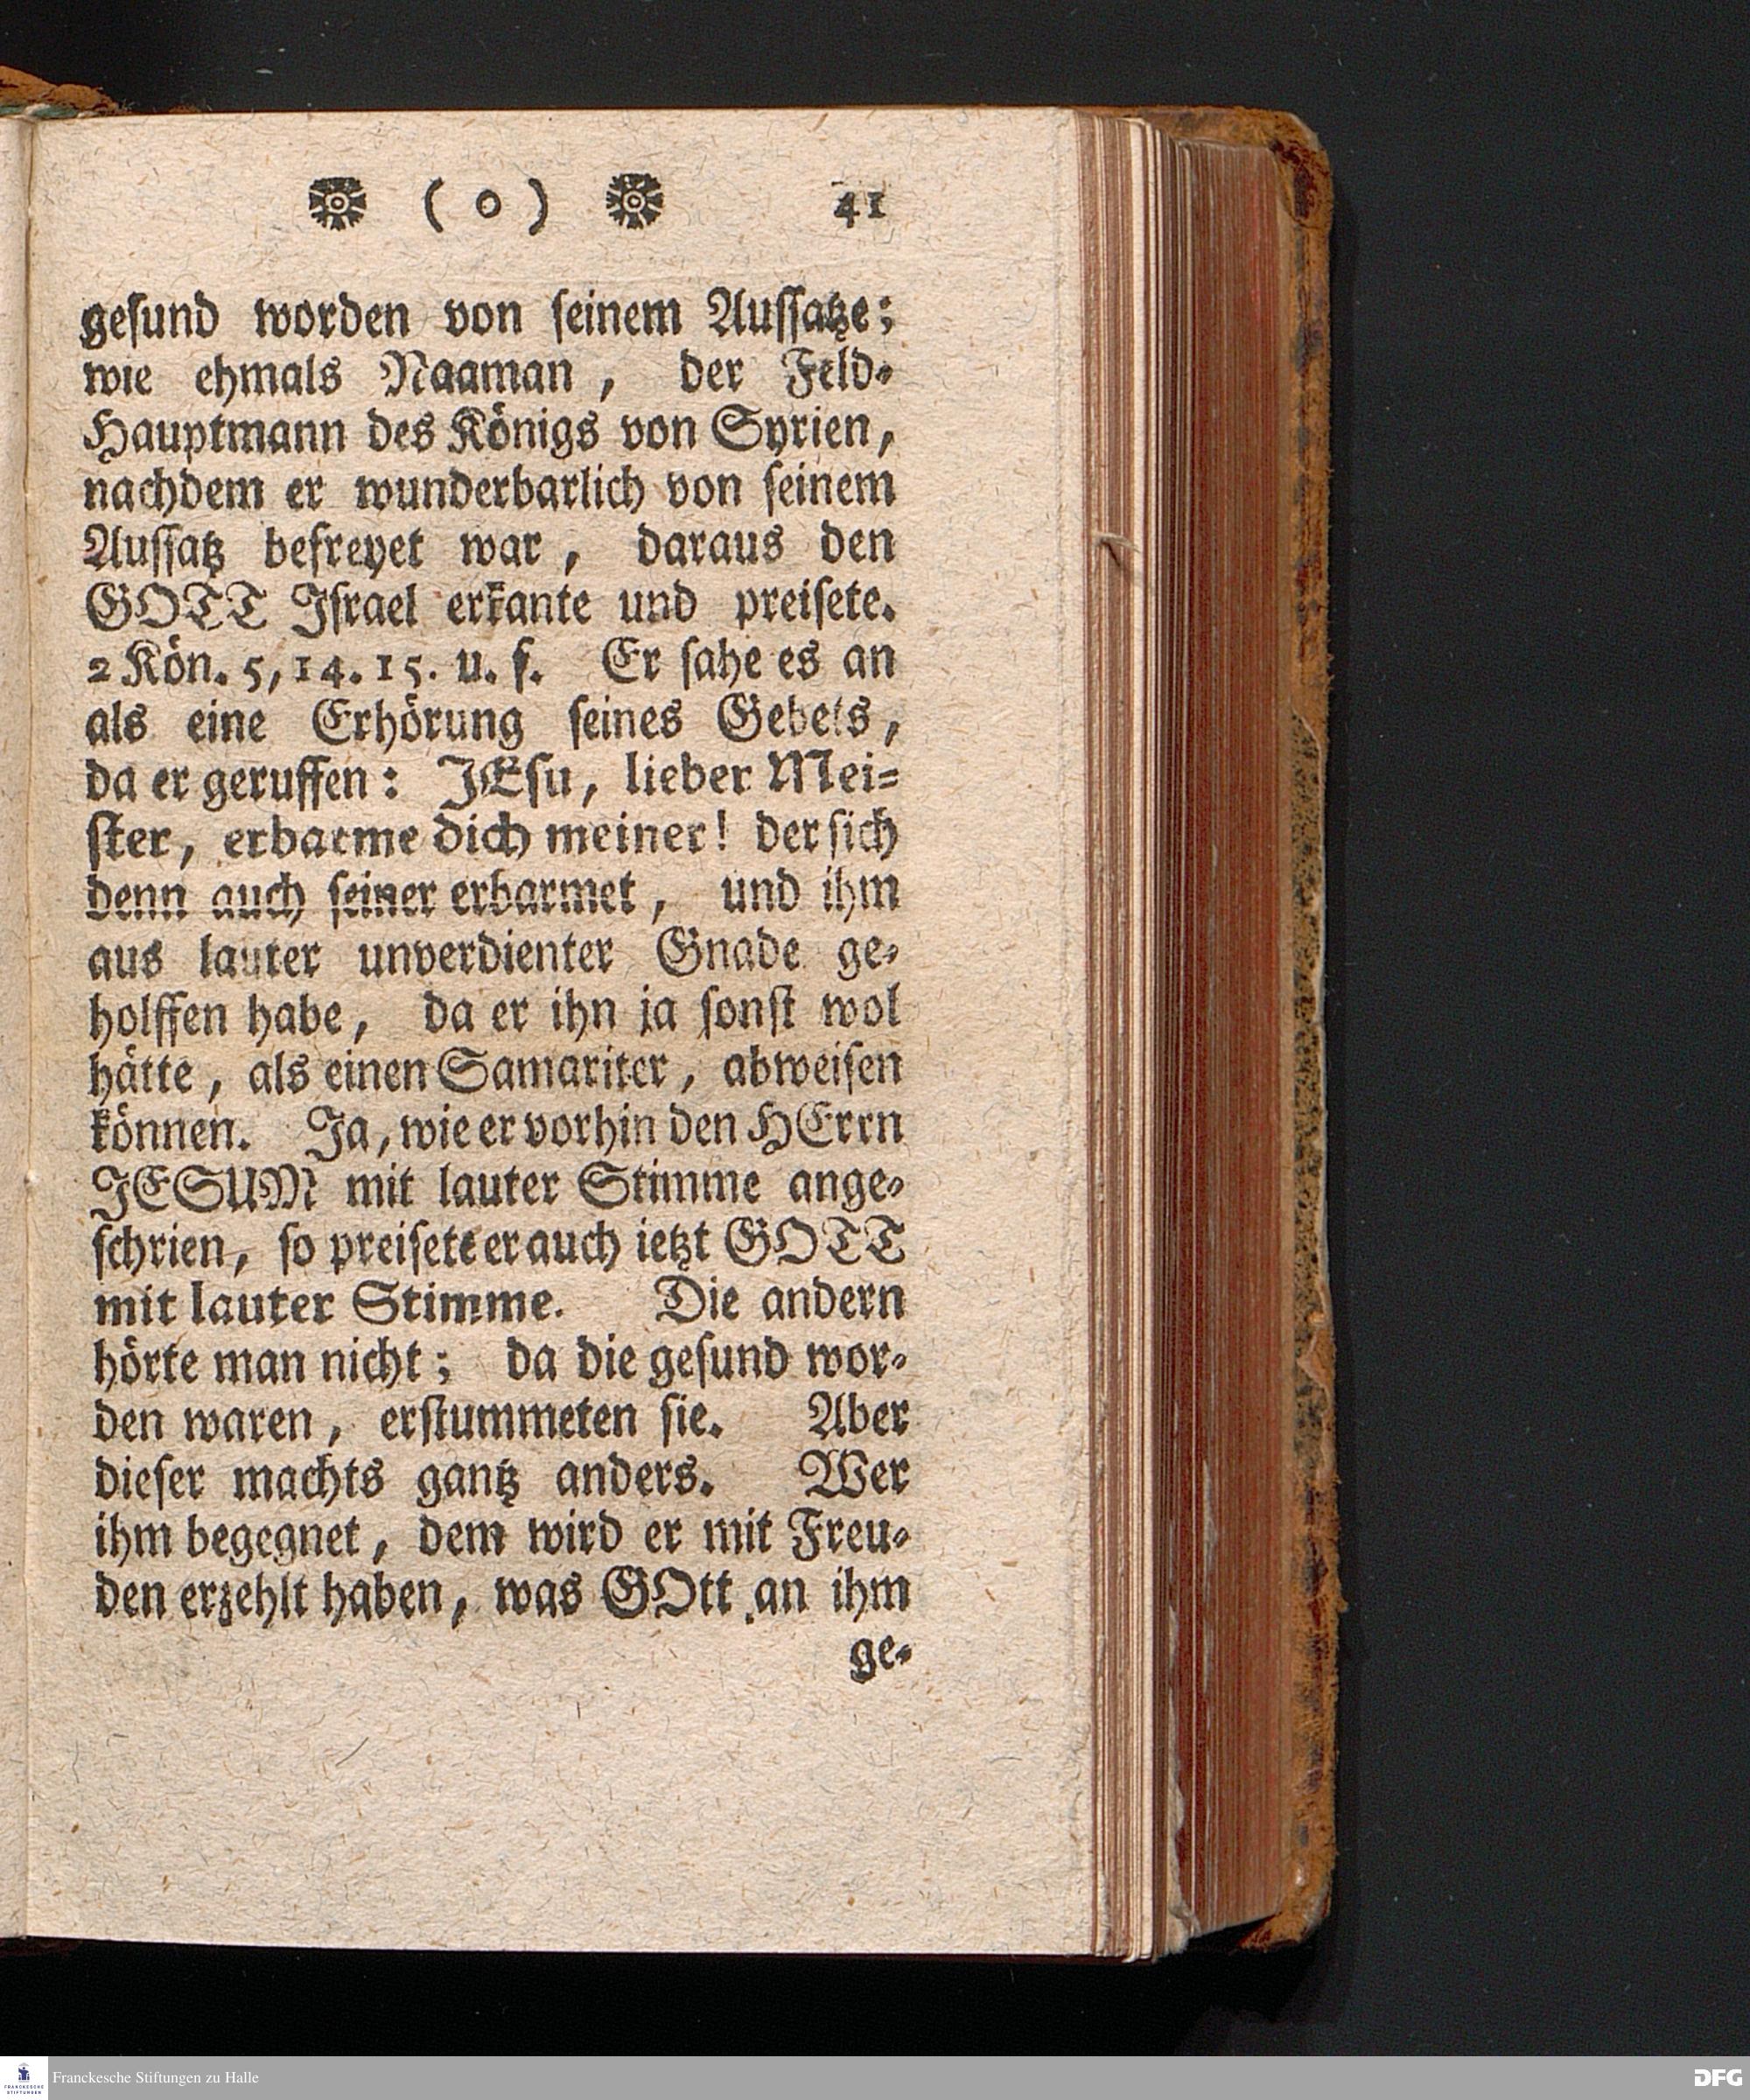 ( o ) 41
geſund worden von ſeinem Auſſatze;
wie ehmals Naaman, der Feld-
Hauptmann des Königs von Syrien,
nachdem er wunderbarlich von ſeinem
Auſſatz befreyet war, daraus den
GOTT Iſrael erkante und preiſete.
2 Kön. 5, 14. 15. u. f. Er ſahe es an
als eine Erhörung ſeines Gebets,
da er geruffen: JEſu, lieber Mei-
ſter, erbarme dich meiner! der ſich
denn auch ſeiner erbarmet, und ihm
aus lauter unverdienter Gnade ge-
holffen habe, da er ihn ja ſonſt wol
hätte, als einen Samariter, abweiſen
können. Ja, wie er vorhin den HErrn
JESUM mit lauter Stimme ange-
ſchrien, ſo preiſete er auch ietzt GOTT
mit lauter Stimme. Die andern
hörte man nicht; da die geſund wor-
den waren, erſtummeten ſie. Aber
dieſer machts gantz anders. Wer
ihm begegnet, dem wird er mit Freu-
den erzehlt haben, was GOtt an ihm
ge-
FRANCKESCHE STIFTUNGEN
Franckesche Stiftungen zu Halle
DFG